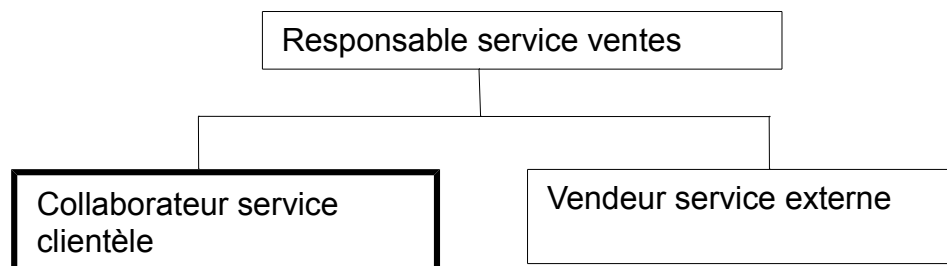 Responsable service ventes
Collaborateur service
clientèle
Vendeur service externe